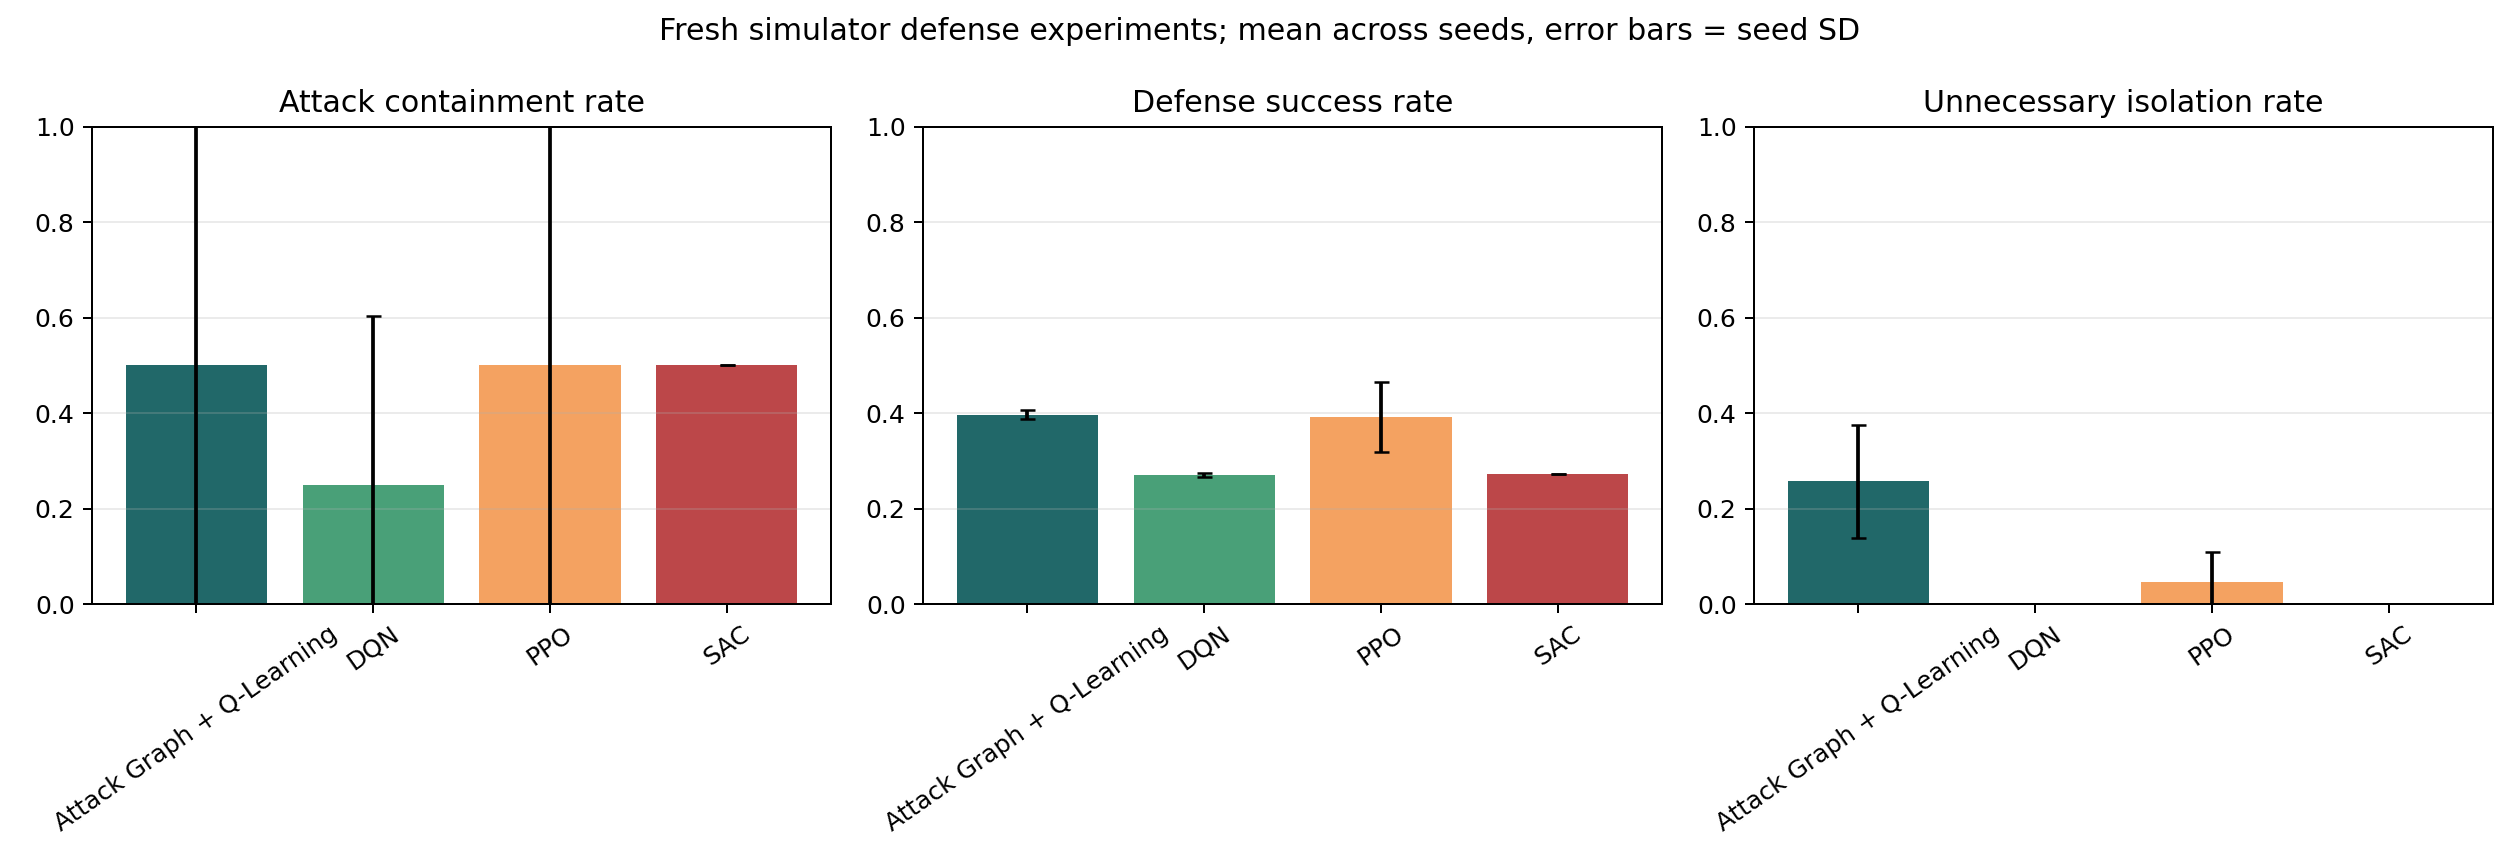 Fresh simulator defense experiments; mean across seeds, error bars = seed SD
Attack containment rate
1.0
0.8
0.6
0.4
0.2
0.0
Attack Graph + Q-Learning
DQN
PPO
SAC
Defense success rate
1.0
0.8
0.6
0.4
0.2
0.0
Attack Graph + Q-Learning
DQN
PPO
SAC
Unnecessary isolation rate
1.0
0.8
0.6
0.4
0.2
0.0
Attack Graph + Q-Learning
DQN
PPO
SAC